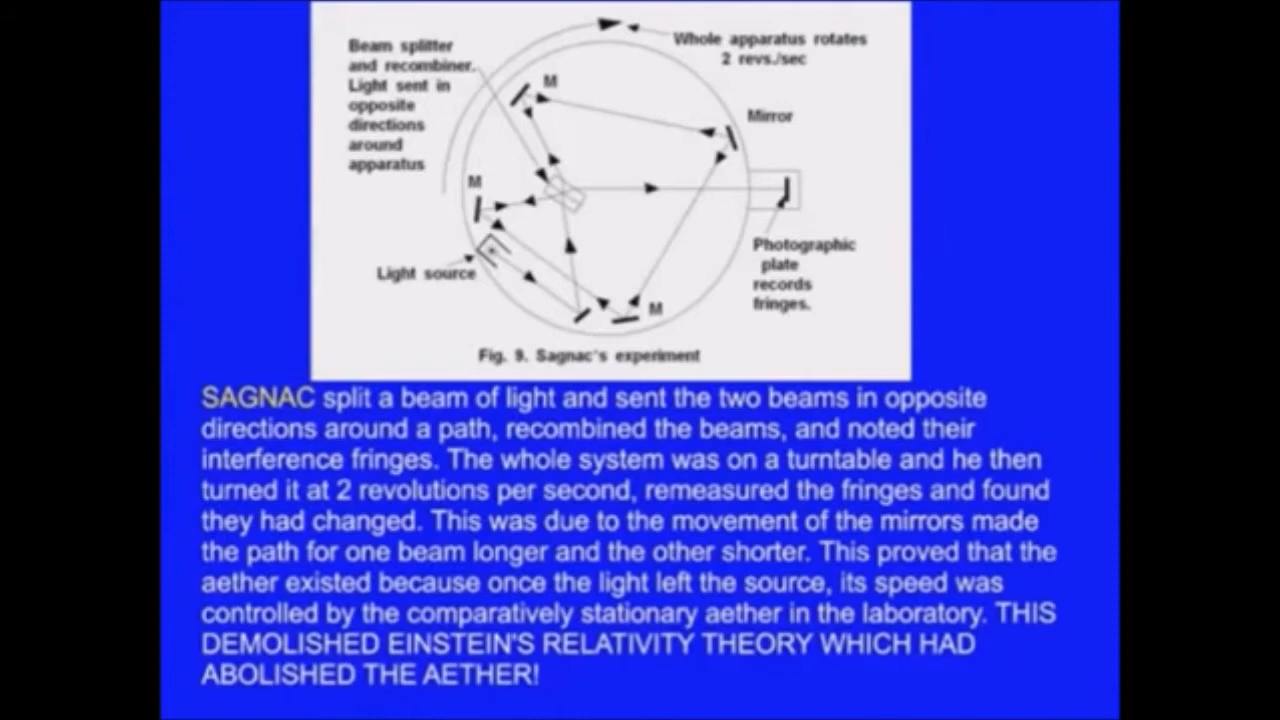 Beam splitter
and recombiner.
Light sent in
opposite
directions
around
apparatus
Whole apparatus rotates
2 revs./sec
M
Mirror
M
Light source
M
Photographic
plate
records
fringes.
Fig. 9. Sagnac's experiment
SAGNAC split a beam of light and sent the two beams in opposite
directions around a path, recombined the beams, and noted their
interference fringes. The whole system was on a turntable and he then
turned it at 2 revolutions per second, remeasured the fringes and found
they had changed. This was due to the movement of the mirrors made
the path for one beam longer and the other shorter. This proved that the
aether existed because once the light left the source, its speed was
controlled by the comparatively stationary aether in the laboratory. THIS
DEMOLISHED EINSTEIN'S RELATIVITY THEORY WHICH HAD
ABOLISHED THE AETHER!